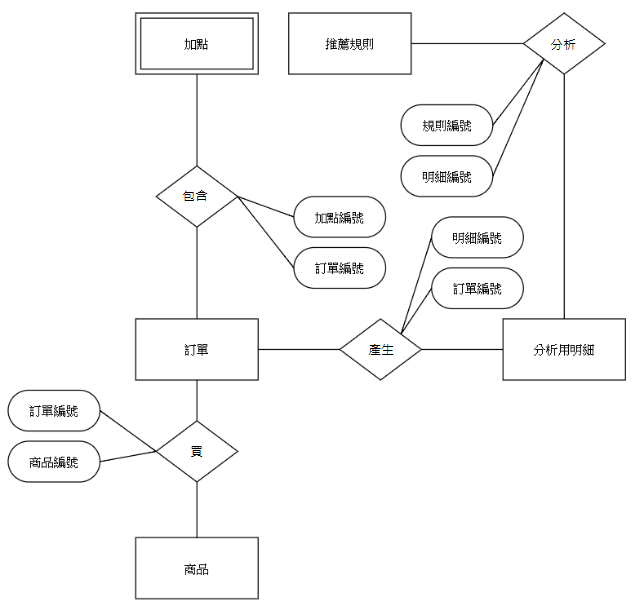 加點
推薦規則
分析
規則編號
明細編號
包含
加點編號
訂單編號
明細編號
訂單編號
訂單
產生
分析用明細
訂單編號
商品編號
買
商品